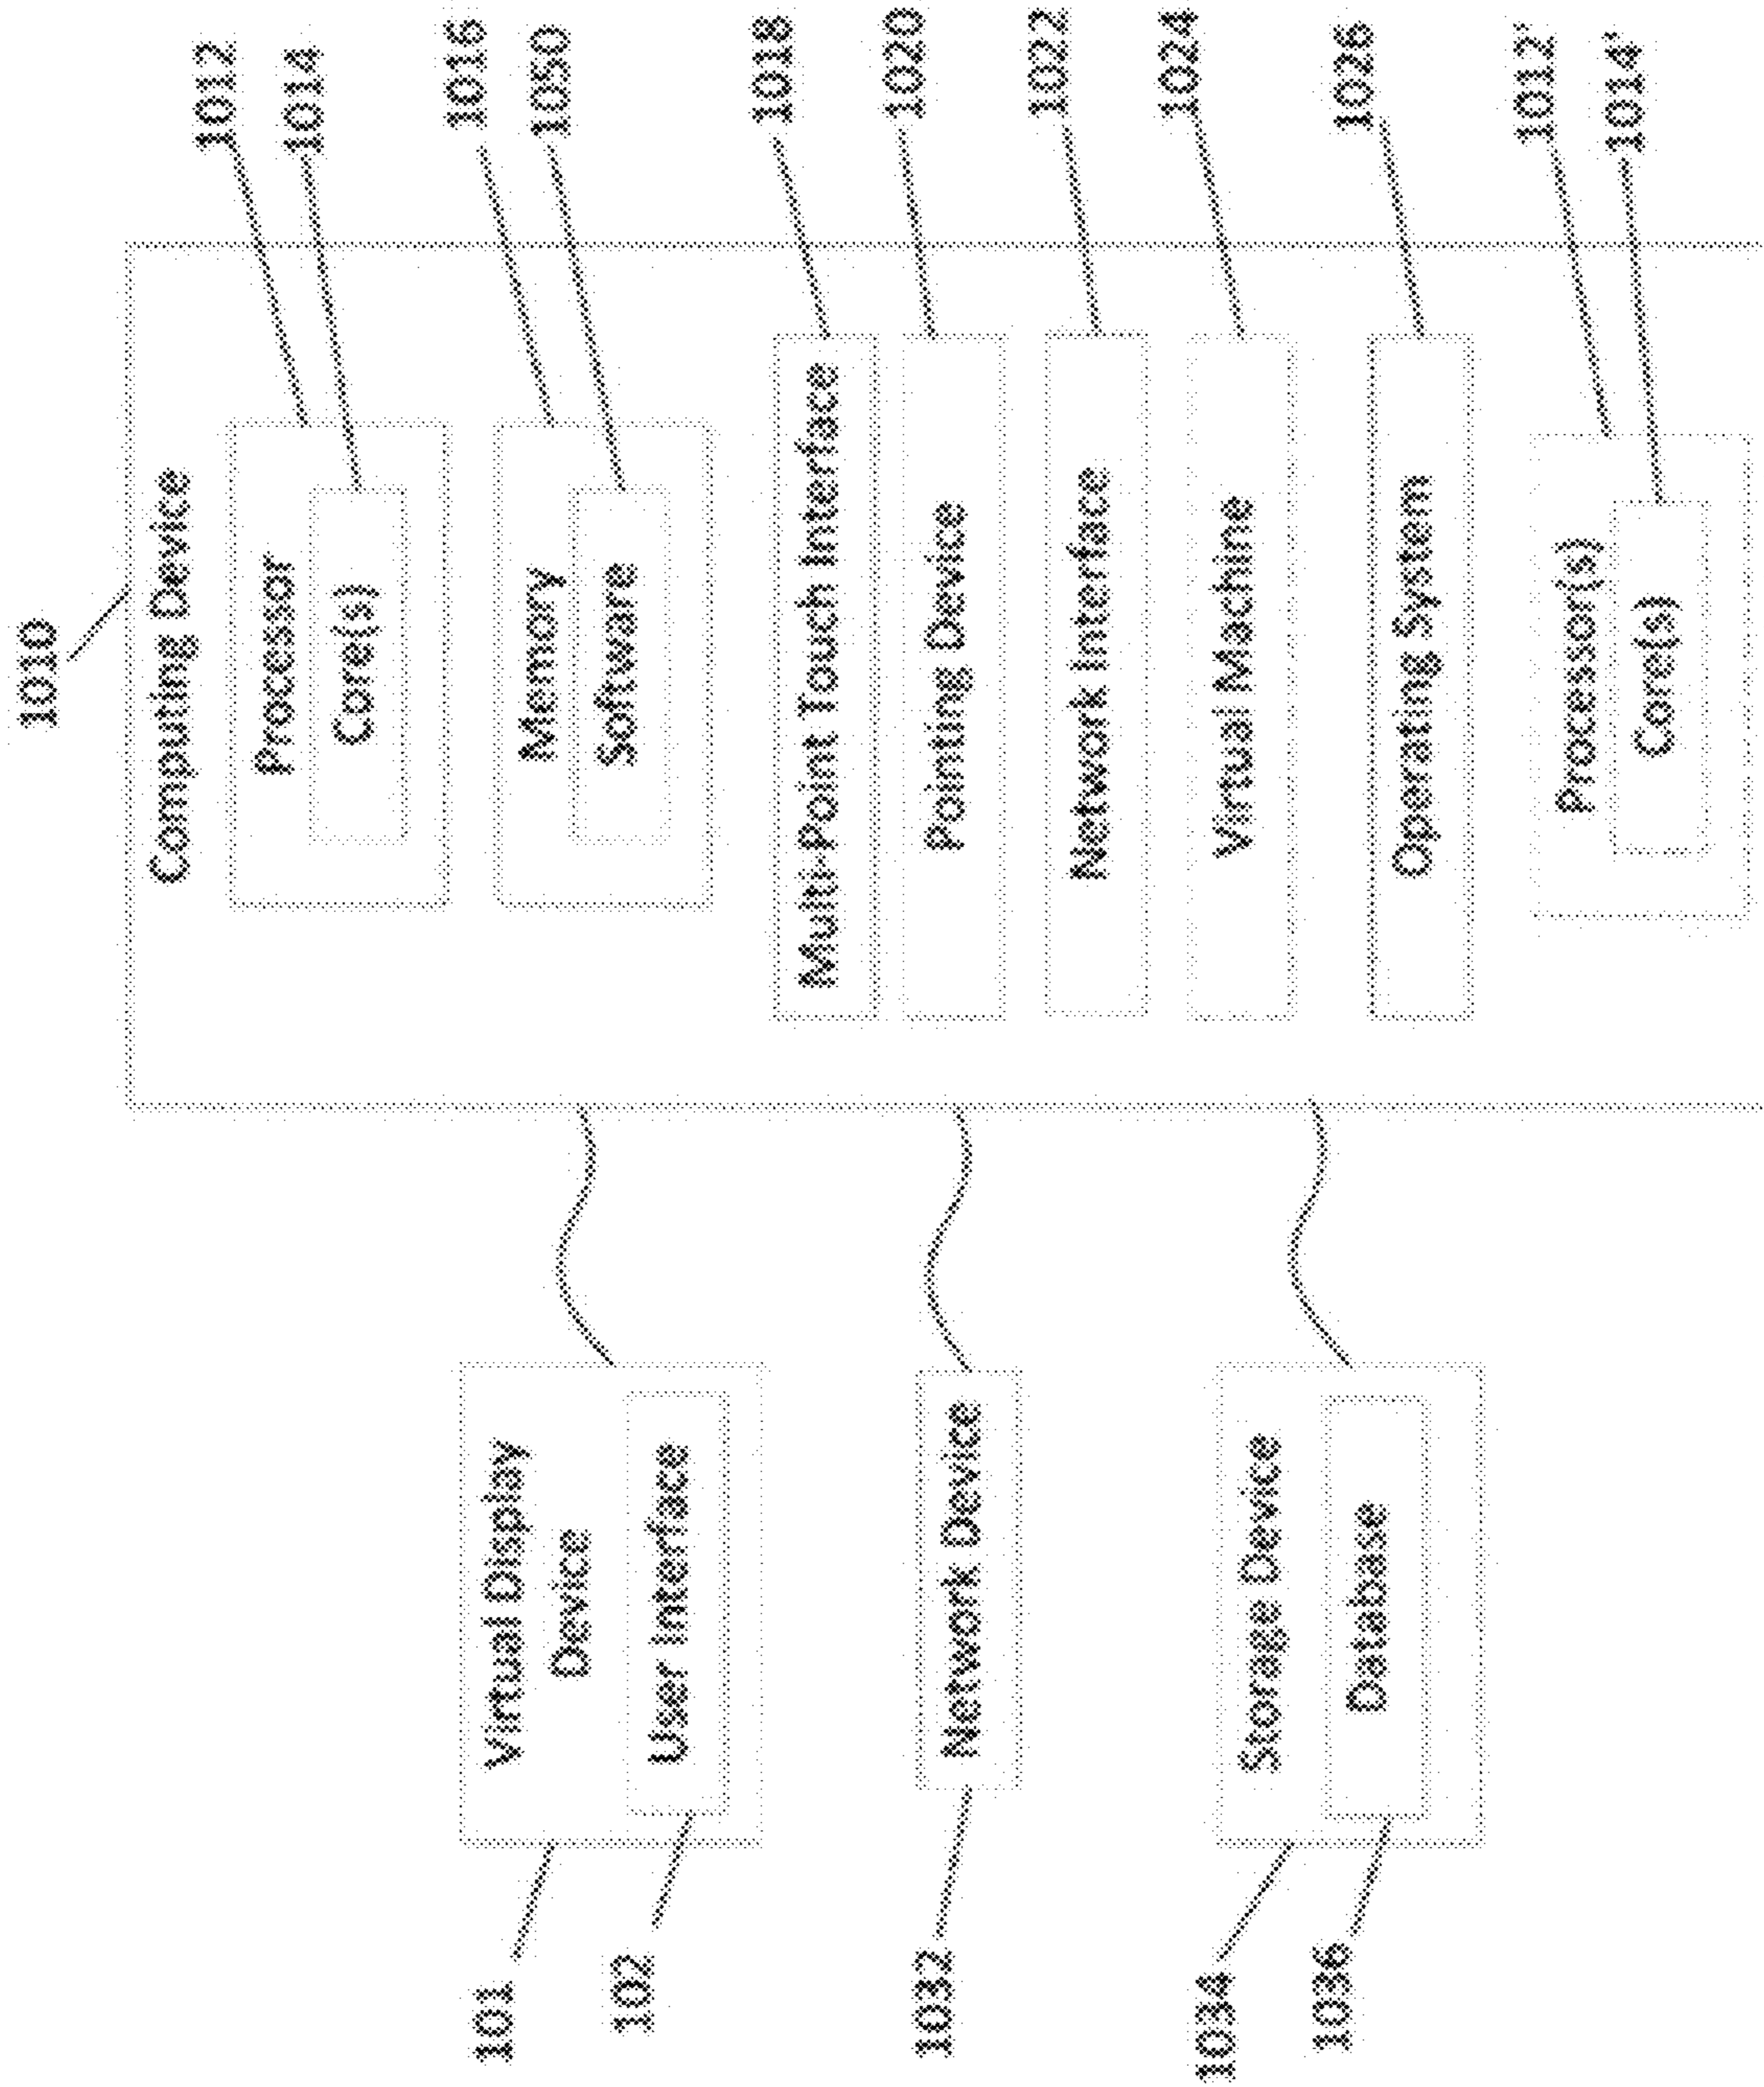 1010
Computing Device
Processor
1012
Core(s)
1014
Memory
1016
Software
1050
Multi-Point Touch Interface
1018
Pointing Device
1020
Network Interface
1022
Virtual Machine
1024
Operating System
1026
Processor(s)
1012'
Core(s)
1014'
Virtual Display
Device
101
User Interface
102
Network Device
1032
Storage Device
1034
Database
1036